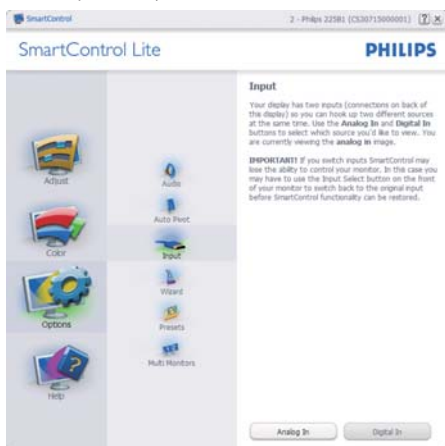 SmartControl
2 - Philips 225B1 (CS30715000001)
SmartControl Lite
PHILIPS
Adjust
Color
Options
Help
Audio
Auto Pivot
Input
Wizard
Presets
Multi Monitors
Input
Your display has two inputs (connections on back of
the display) so you can hook up two different sources
at the same time. Use the Analog In and Digital In
buttons to select which source you'd like to view. You
are currently viewing the analog in image.
IMPORTANT! If you switch inputs SmartControl may
lose the ability to control your monitor. In this case you
may have to use the Input Select button on the front
of your monitor to switch back to the original input
before SmartControl functionality can be restored.
Analog In
Digital In